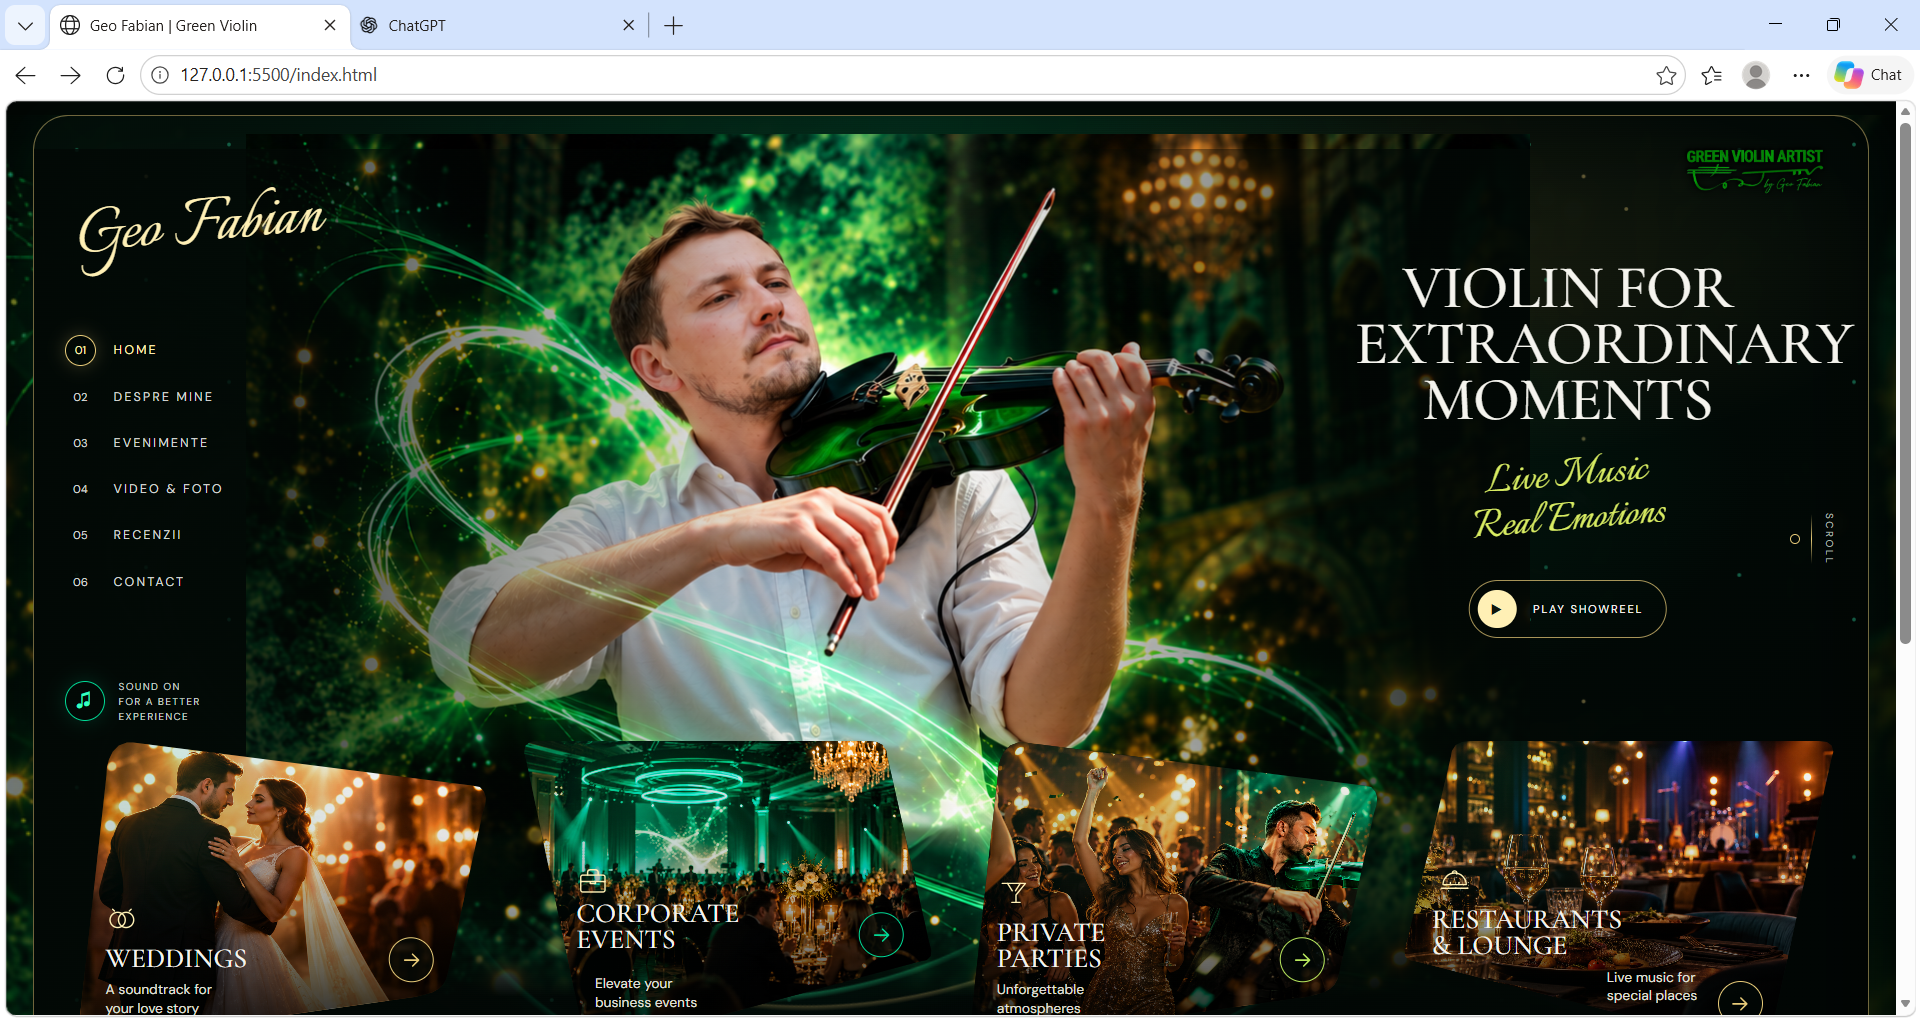 Geo Fabian | Green Violin
ChatGPT
127.0.0.1:5500/index.html
Chat
Geo Fabian
GREEN VIOLIN ARTIST
by Geo Fabian
01 HOME
02 DESPRE MINE
03 EVENIMENTE
04 VIDEO & FOTO
05 RECENZII
06 CONTACT
SOUND ON
FOR A BETTER
EXPERIENCE
VIOLIN FOR
EXTRAORDINARY
MOMENTS
Live Music
Real Emotions
PLAY SHOWREEL
SCROLL
WEDDINGS
A soundtrack for
your love story
CORPORATE
EVENTS
Elevate your
business events
PRIVATE
PARTIES
Unforgettable
atmospheres
RESTAURANTS
& LOUNGE
Live music for
special places